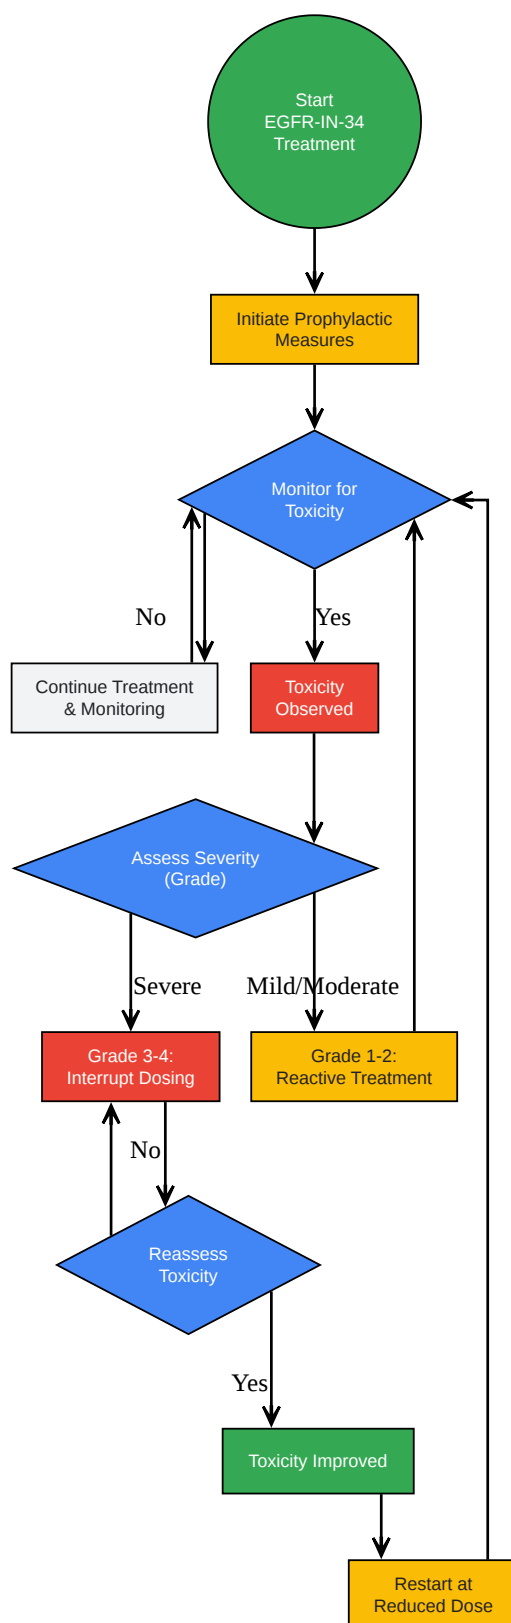 Start
EGFR-IN-34
Treatment
Initiate Prophylactic
Measures
Monitor for
Toxicity
No
Yes
Continue Treatment
& Monitoring
Toxicity
Observed
Assess Severity
(Grade)
Severe
Mild/Moderate
Grade 3-4:
Interrupt Dosing
Grade 1-2:
Reactive Treatment
No
Reassess
Toxicity
Yes
Toxicity Improved
Restart at
Reduced Dose